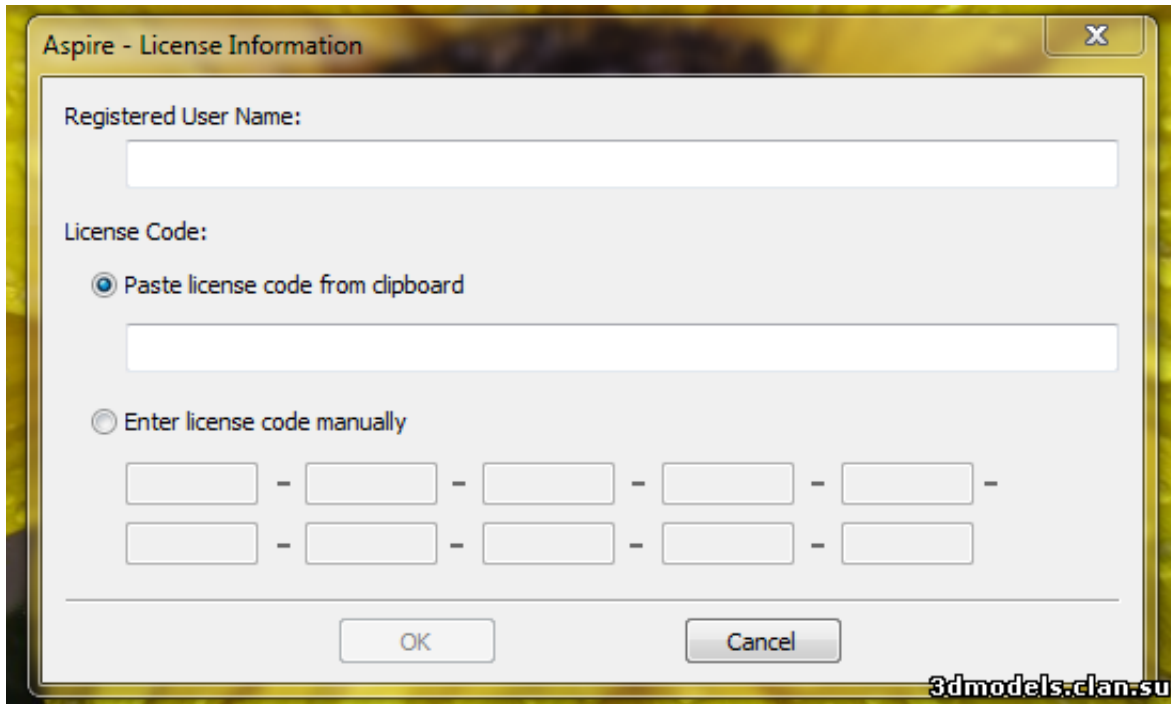 Aspire - License Information
Registered User Name:
License Code:
Paste license code from clipboard
Enter license code manually
- - - - -
- - - -
OK Cancel
3dmodels.clan.su